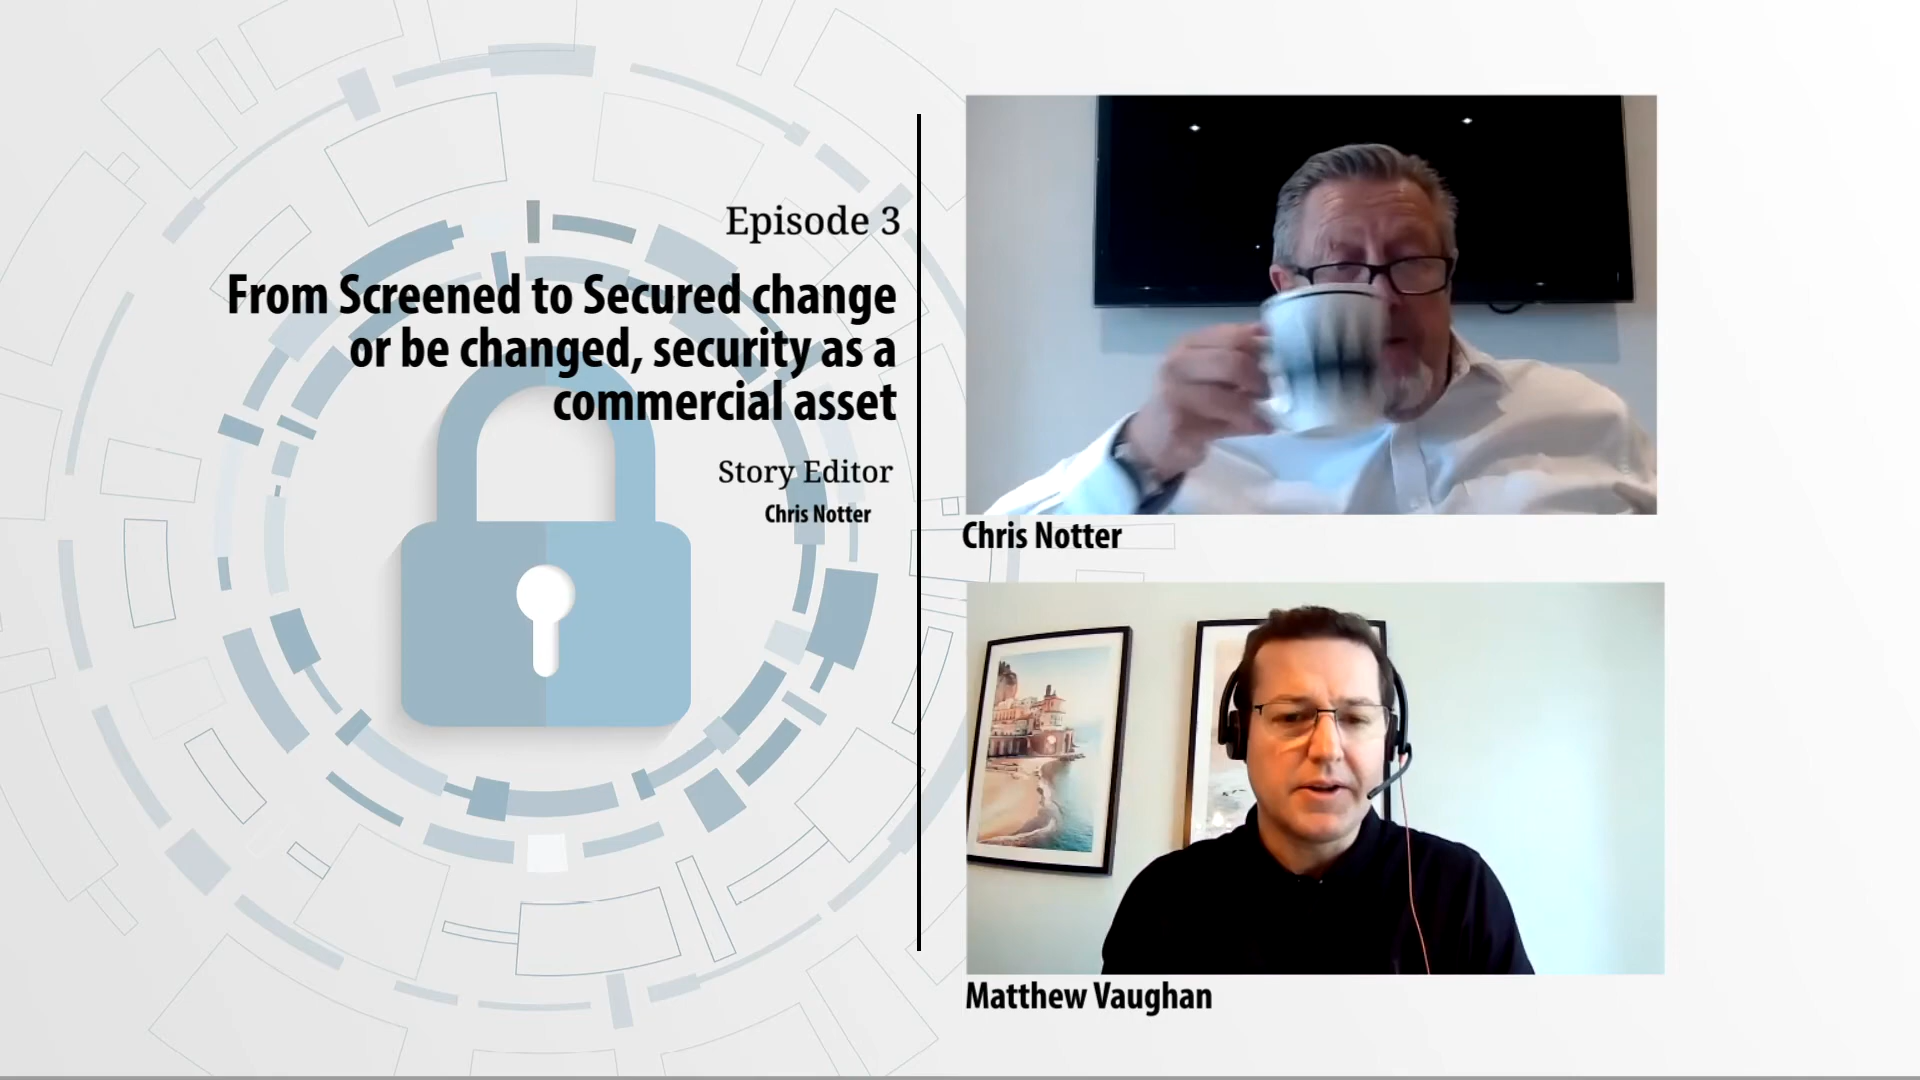 Episode 3
From Screened to Secured change
or be changed, security as a
commercial asset
Story Editor
Chris Notter
Chris Notter
Matthew Vaughan